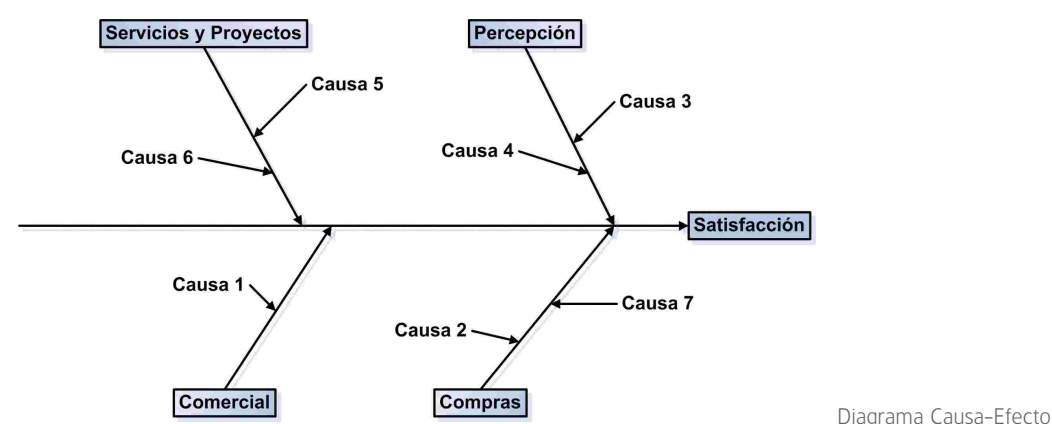 Servicios y Proyectos
Percepción
Causa 5
Causa 3
Causa 6
Causa 4
Satisfacción
Causa 1
Causa 7
Causa 2
Comercial
Compras
Diagrama Causa-Efecto